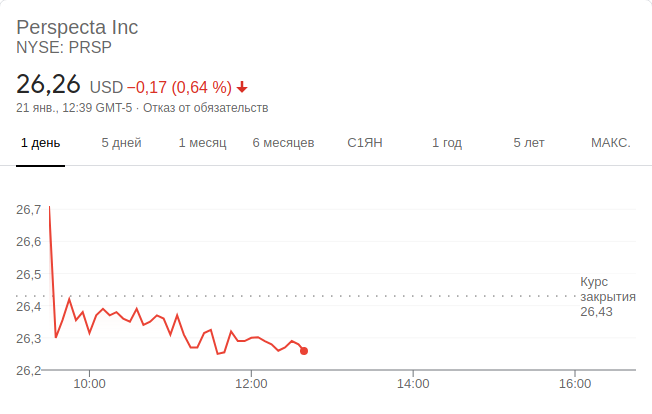 Perspecta Inc
NYSE: PRSP
26,26 USD −0,17 (0,64 %)
21 янв., 12:39 GMT-5 · Отказ от обязательств
1 день 5 дней 1 месяц 6 месяцев С1ЯН 1 год 5 лет МАКС.
26,7
26,6
26,5
26,4
26,3
26,2
Курс
закрытия
26,43
10:00 12:00 14:00 16:00